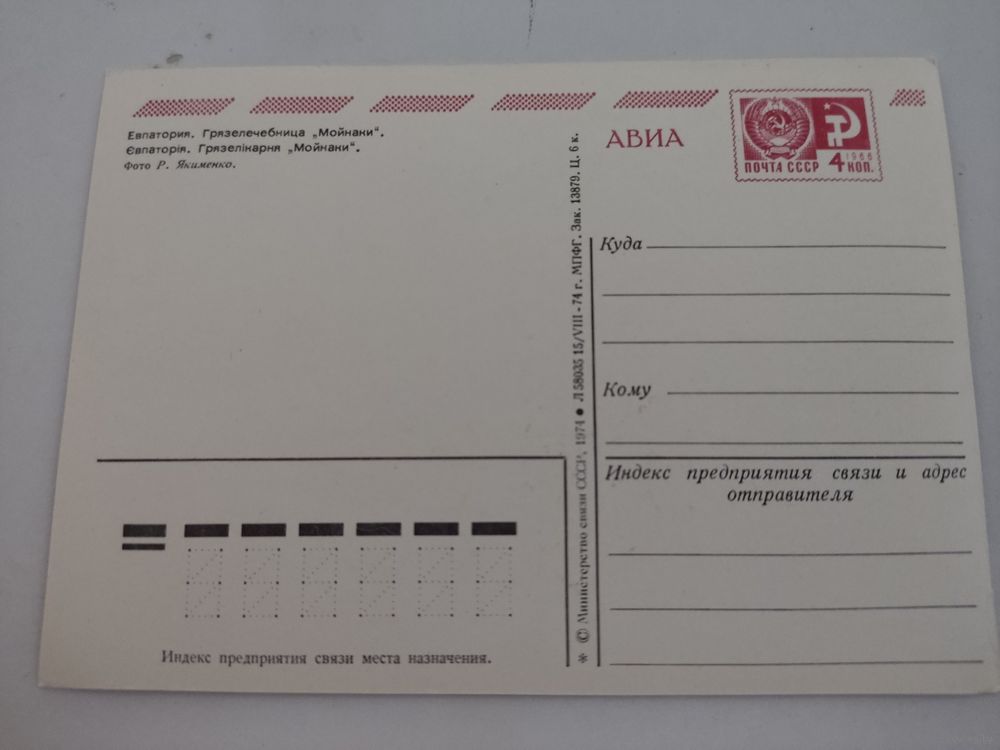 Евпатория. Грязелечебница „Мойнаки“.
Євпаторія. Грязелікарня „Мойнаки“.
Фото Р. Якименко.
АВИА
ПОЧТА СССР
1966
4 КОП.
Куда
Кому
Индекс предприятия связи и адрес
отправителя
✳ © Министерство связи СССР, 1974 ● Л 58035 15/VIII - 74 г. МПФГ. Зак. 13879. Ц. 6 к.
Индекс предприятия связи места назначения.